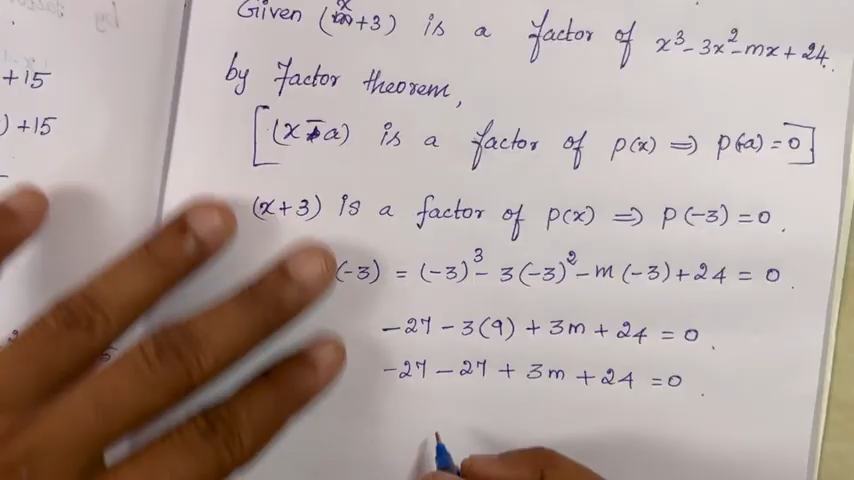 +15
) +15
Given (x+3) is a factor of x³ - 3x² - mx + 24.
by Factor theorem,
[(x-a) is a factor of p(x) ⇒ p(a) = 0]
(x+3) is a factor of p(x) ⇒ p(-3) = 0.
(-3) = (-3)³ - 3(-3)² - m(-3) + 24 = 0.
-27 - 3(9) + 3m + 24 = 0.
-27 - 27 + 3m + 24 = 0.